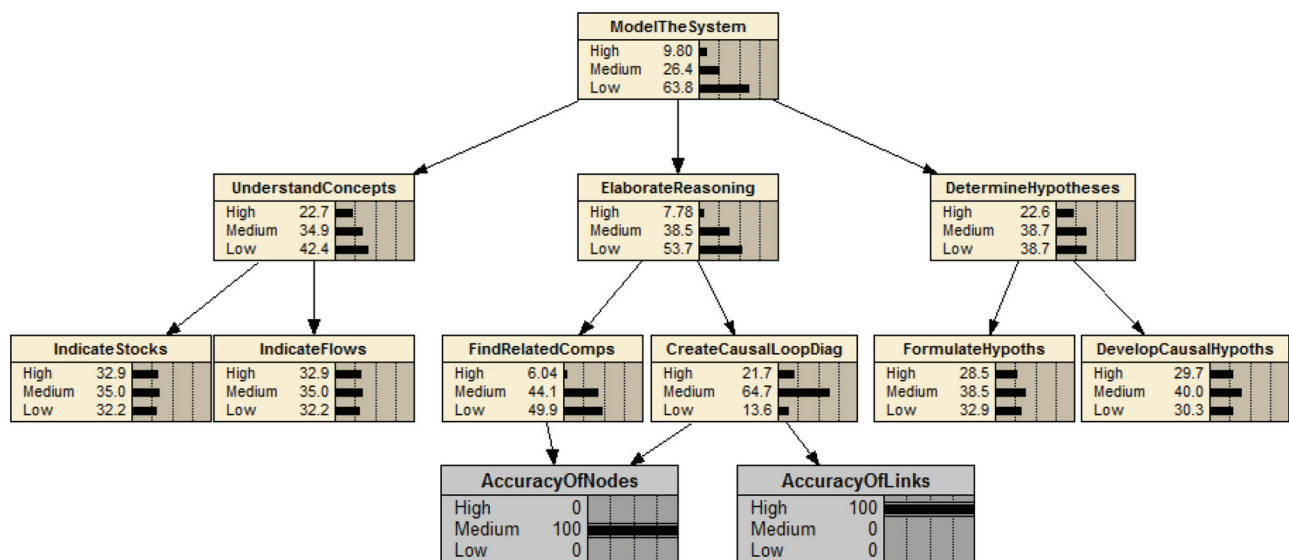 ModelTheSystem
High 9.80
Medium 26.4
Low 63.8
UnderstandConcepts
High 22.7
Medium 34.9
Low 42.4
ElaborateReasoning
High 7.78
Medium 38.5
Low 53.7
DetermineHypotheses
High 22.6
Medium 38.7
Low 38.7
IndicateStocks
High 32.9
Medium 35.0
Low 32.2
IndicateFlows
High 32.9
Medium 35.0
Low 32.2
FindRelatedComps
High 6.04
Medium 44.1
Low 49.9
CreateCausalLoopDiag
High 21.7
Medium 64.7
Low 13.6
FormulateHypoths
High 28.5
Medium 38.5
Low 32.9
DevelopCausalHypoths
High 29.7
Medium 40.0
Low 30.3
AccuracyOfNodes
High 0
Medium 100
Low 0
AccuracyOfLinks
High 100
Medium 0
Low 0